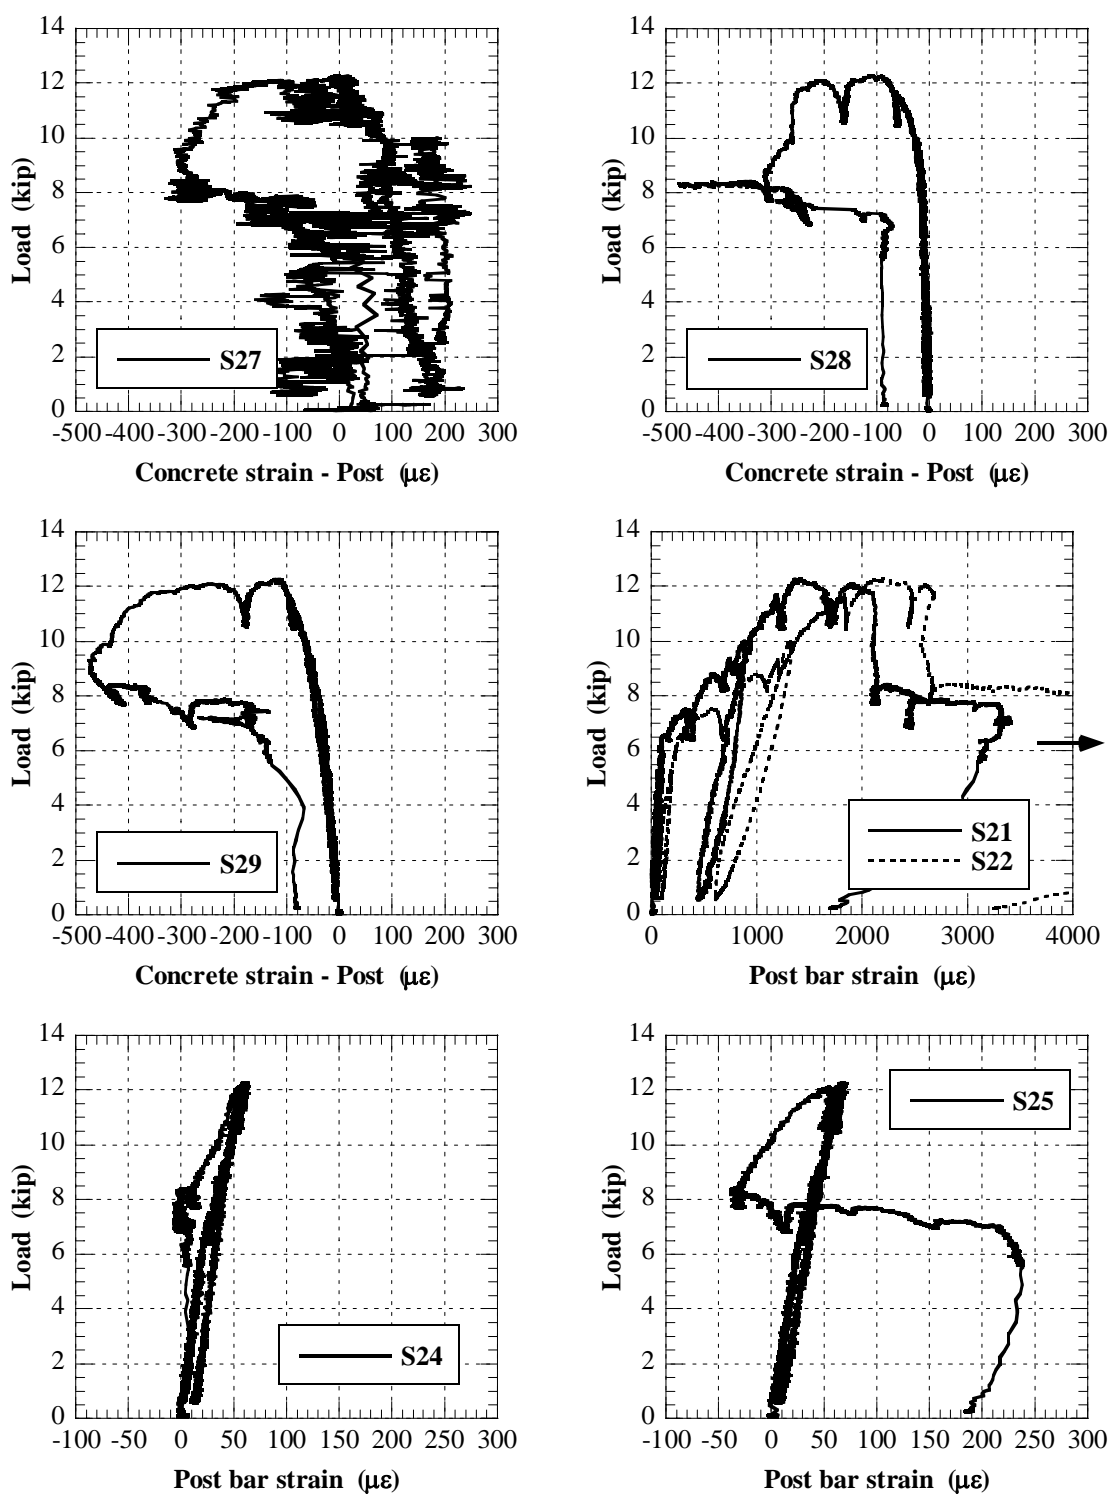 14
12
10
8
6
4
2
0
Load (kip)
S27
-500 -400 -300 -200 -100 0 100 200 300
Concrete strain - Post (με)
14
12
10
8
6
4
2
0
Load (kip)
S28
-500 -400 -300 -200 -100 0 100 200 300
Concrete strain - Post (με)
14
12
10
8
6
4
2
0
Load (kip)
S29
-500 -400 -300 -200 -100 0 100 200 300
Concrete strain - Post (με)
14
12
10
8
6
4
2
0
Load (kip)
S21
S22
0 1000 2000 3000 4000
Post bar strain (με)
14
12
10
8
6
4
2
0
Load (kip)
S24
-100 -50 0 50 100 150 200 250 300
Post bar strain (με)
14
12
10
8
6
4
2
0
Load (kip)
S25
-100 -50 0 50 100 150 200 250 300
Post bar strain (με)